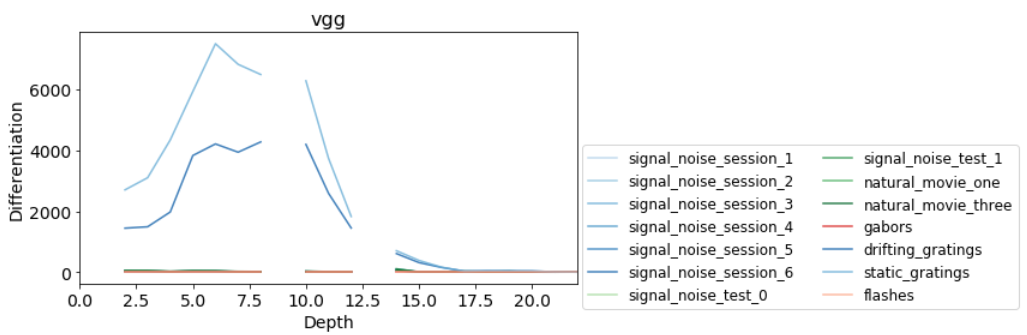 vgg
Differentiation
6000
4000
2000
0
0.0 2.5 5.0 7.5 10.0 12.5 15.0 17.5 20.0
Depth
signal_noise_session_1
signal_noise_session_2
signal_noise_session_3
signal_noise_session_4
signal_noise_session_5
signal_noise_session_6
signal_noise_test_0
signal_noise_test_1
natural_movie_one
natural_movie_three
gabors
drifting_gratings
static_gratings
flashes